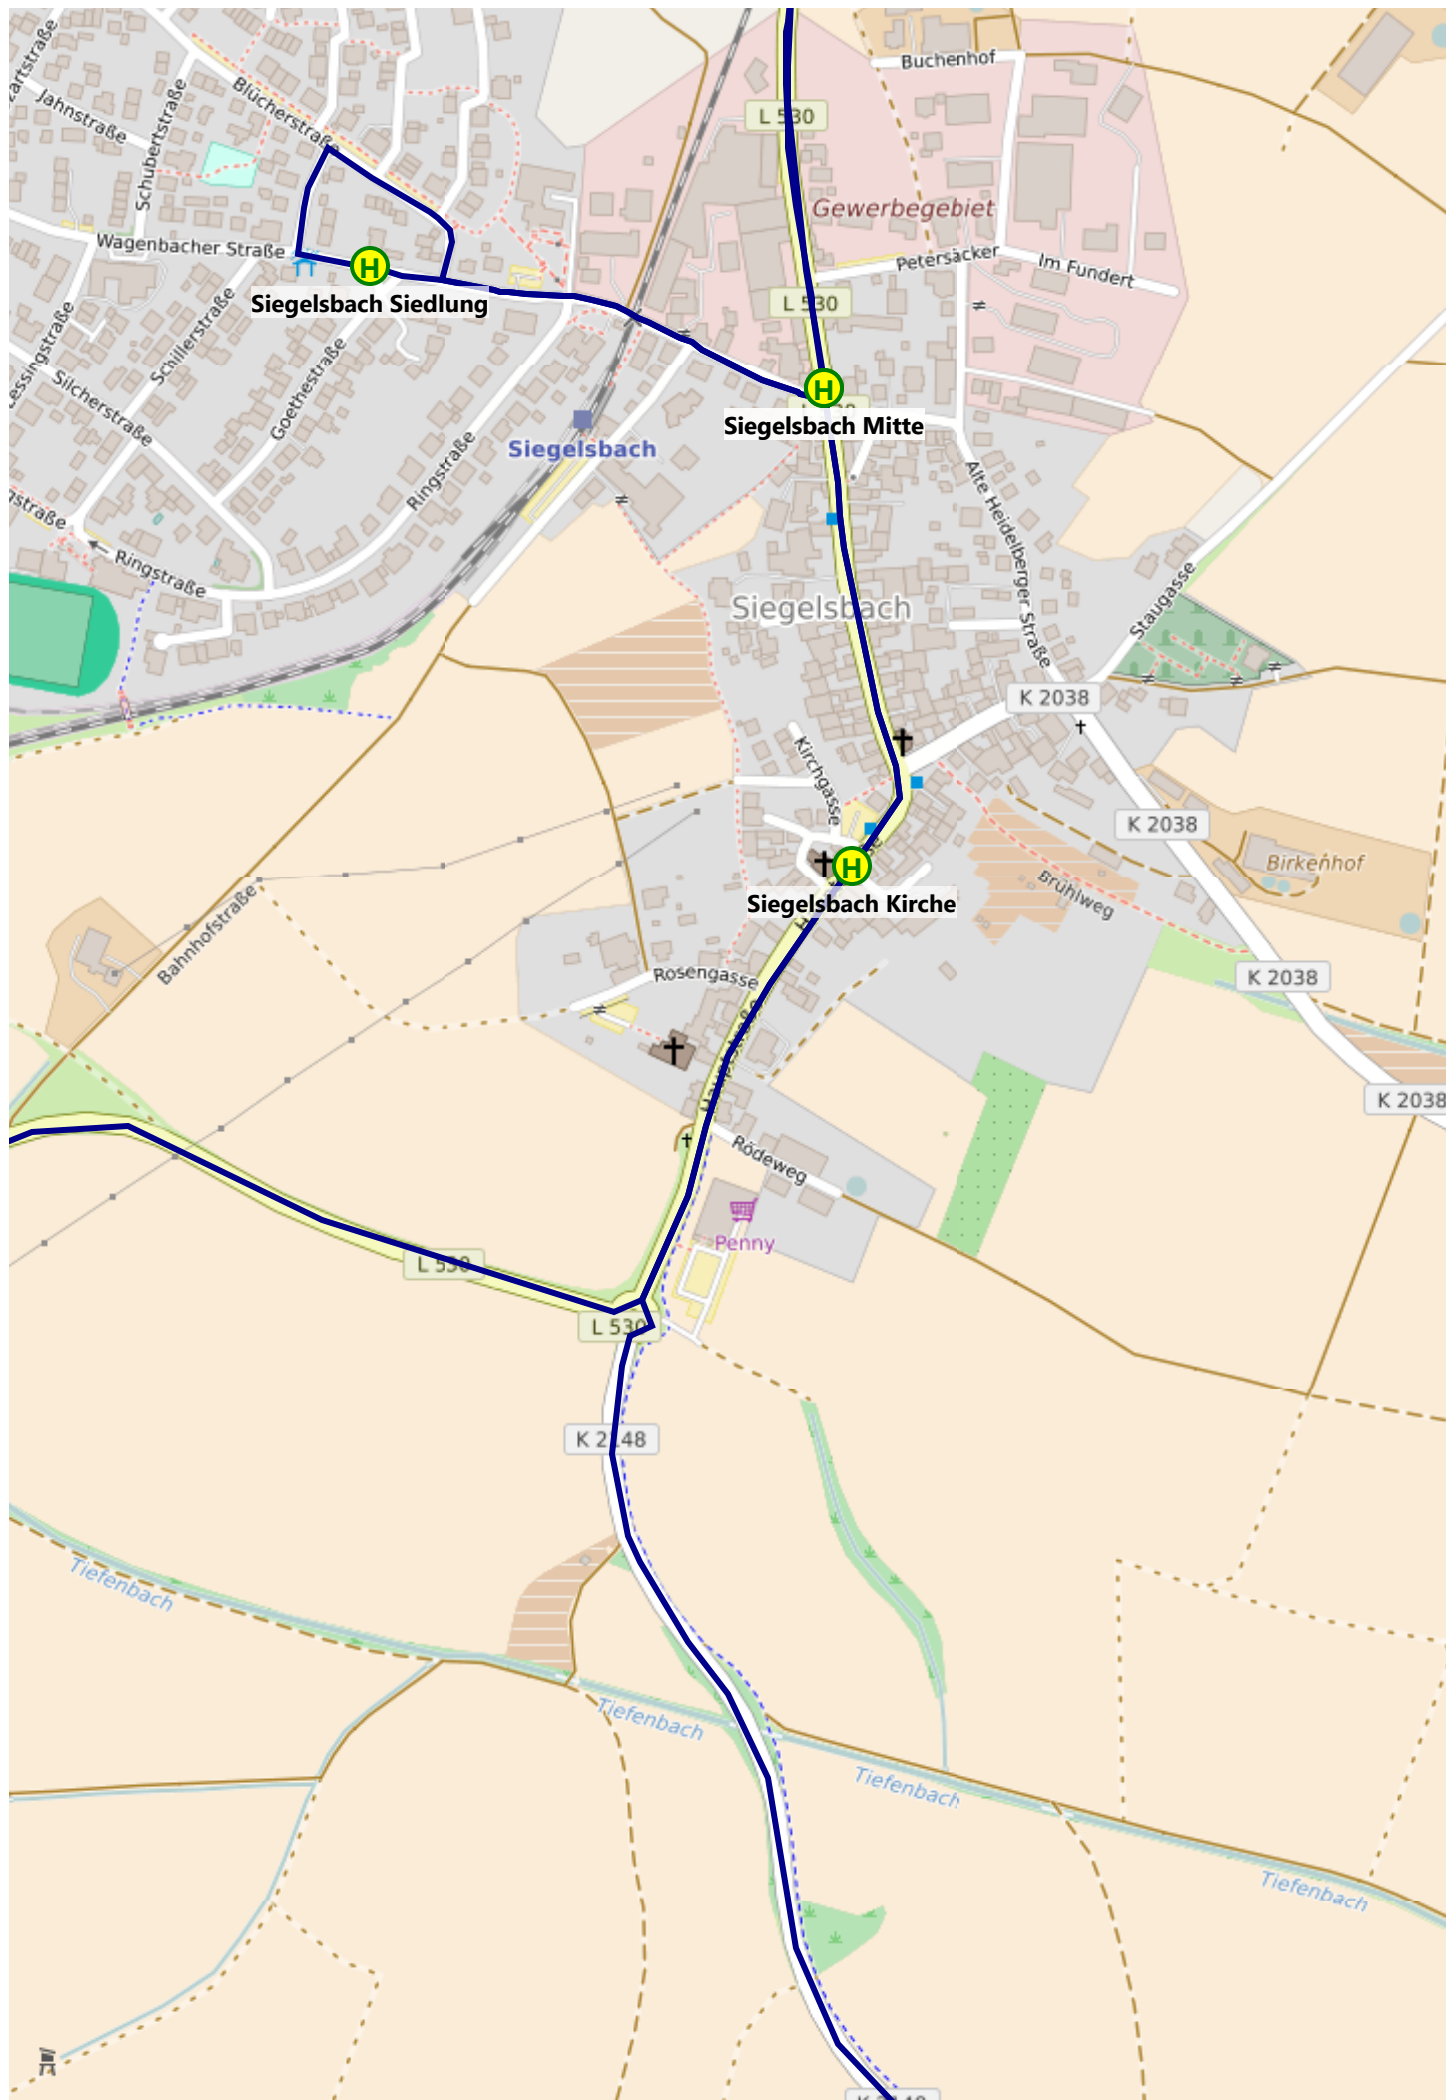 Buchenhof
Jahnstraße
Blücherstraße
Schubertstraße
L 530
Gewerbegebiet
Wagenbacher Straße
Petersäcker
Im Fundert
H
Siegelsbach Siedlung
L 530
Schillerstraße
Silcherstraße
Goethestraße
H
Siegelsbach Mitte
Siegelsbach
Ringstraße
Alte Heidelberger Straße
Ringstraße
Staugasse
Siegelsbach
K 2038
Kirchgasse
K 2038
Birkenhof
H
Siegelsbach Kirche
Brühlweg
Bahnhofstraße
Rosengasse
K 2038
Hauptstraße
K 2038
Rödeweg
Penny
L 530
L 530
K 2148
Tiefenbach
Tiefenbach
Tiefenbach
Tiefenbach